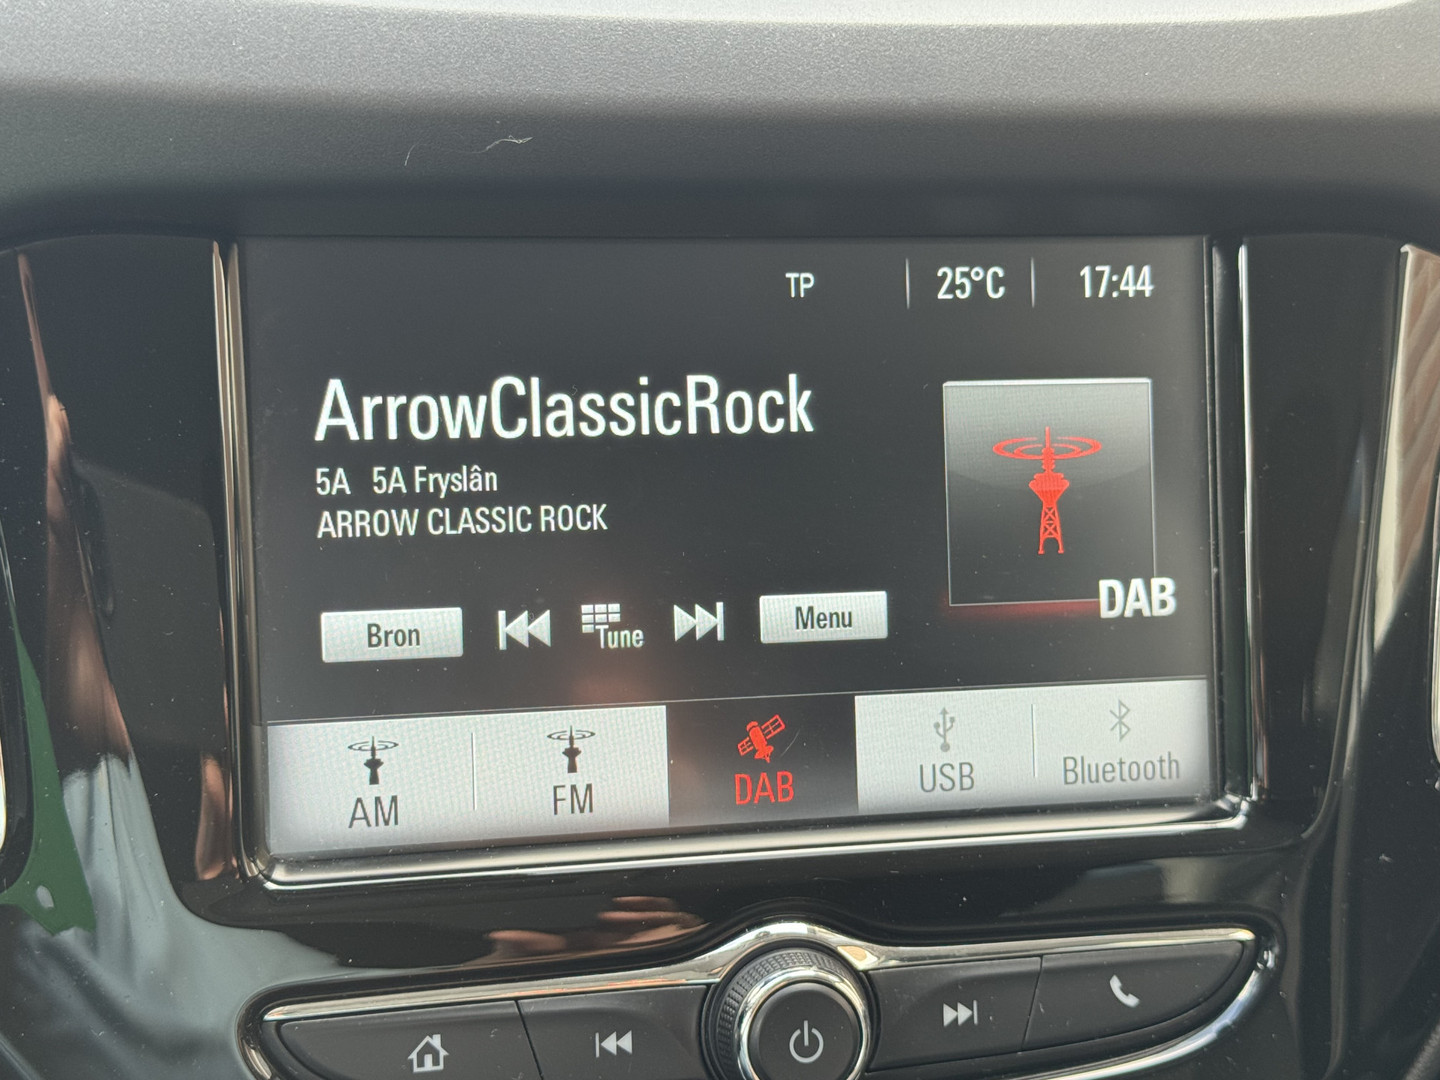 TP 25°C 17:44
ArrowClassicRock
5A 5A Fryslân
ARROW CLASSIC ROCK
DAB
Bron Tune Menu
AM FM DAB USB Bluetooth